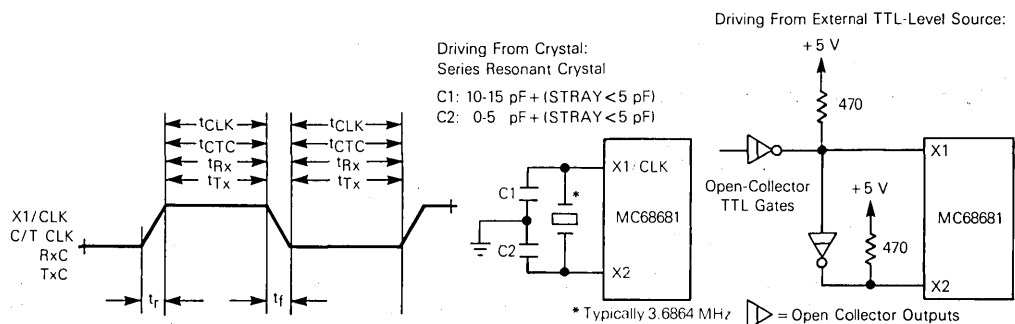 Driving From External TTL-Level Source:
Driving From Crystal:
Series Resonant Crystal
C1: 10-15 pF + (STRAY<5 pF)
C2: 0-5 pF + (STRAY<5 pF)
+5 V
470
tCLK
tCLK
tCTC
tCTC
tRx
tRx
tTx
tTx
X1/CLK
C/T CLK
RxC
TxC
tr
tf
C1
*
C2
X1/CLK
MC68681
X2
* Typically 3.6864 MHz
Open-Collector
TTL Gates
+5 V
470
X1
MC68681
X2
= Open Collector Outputs